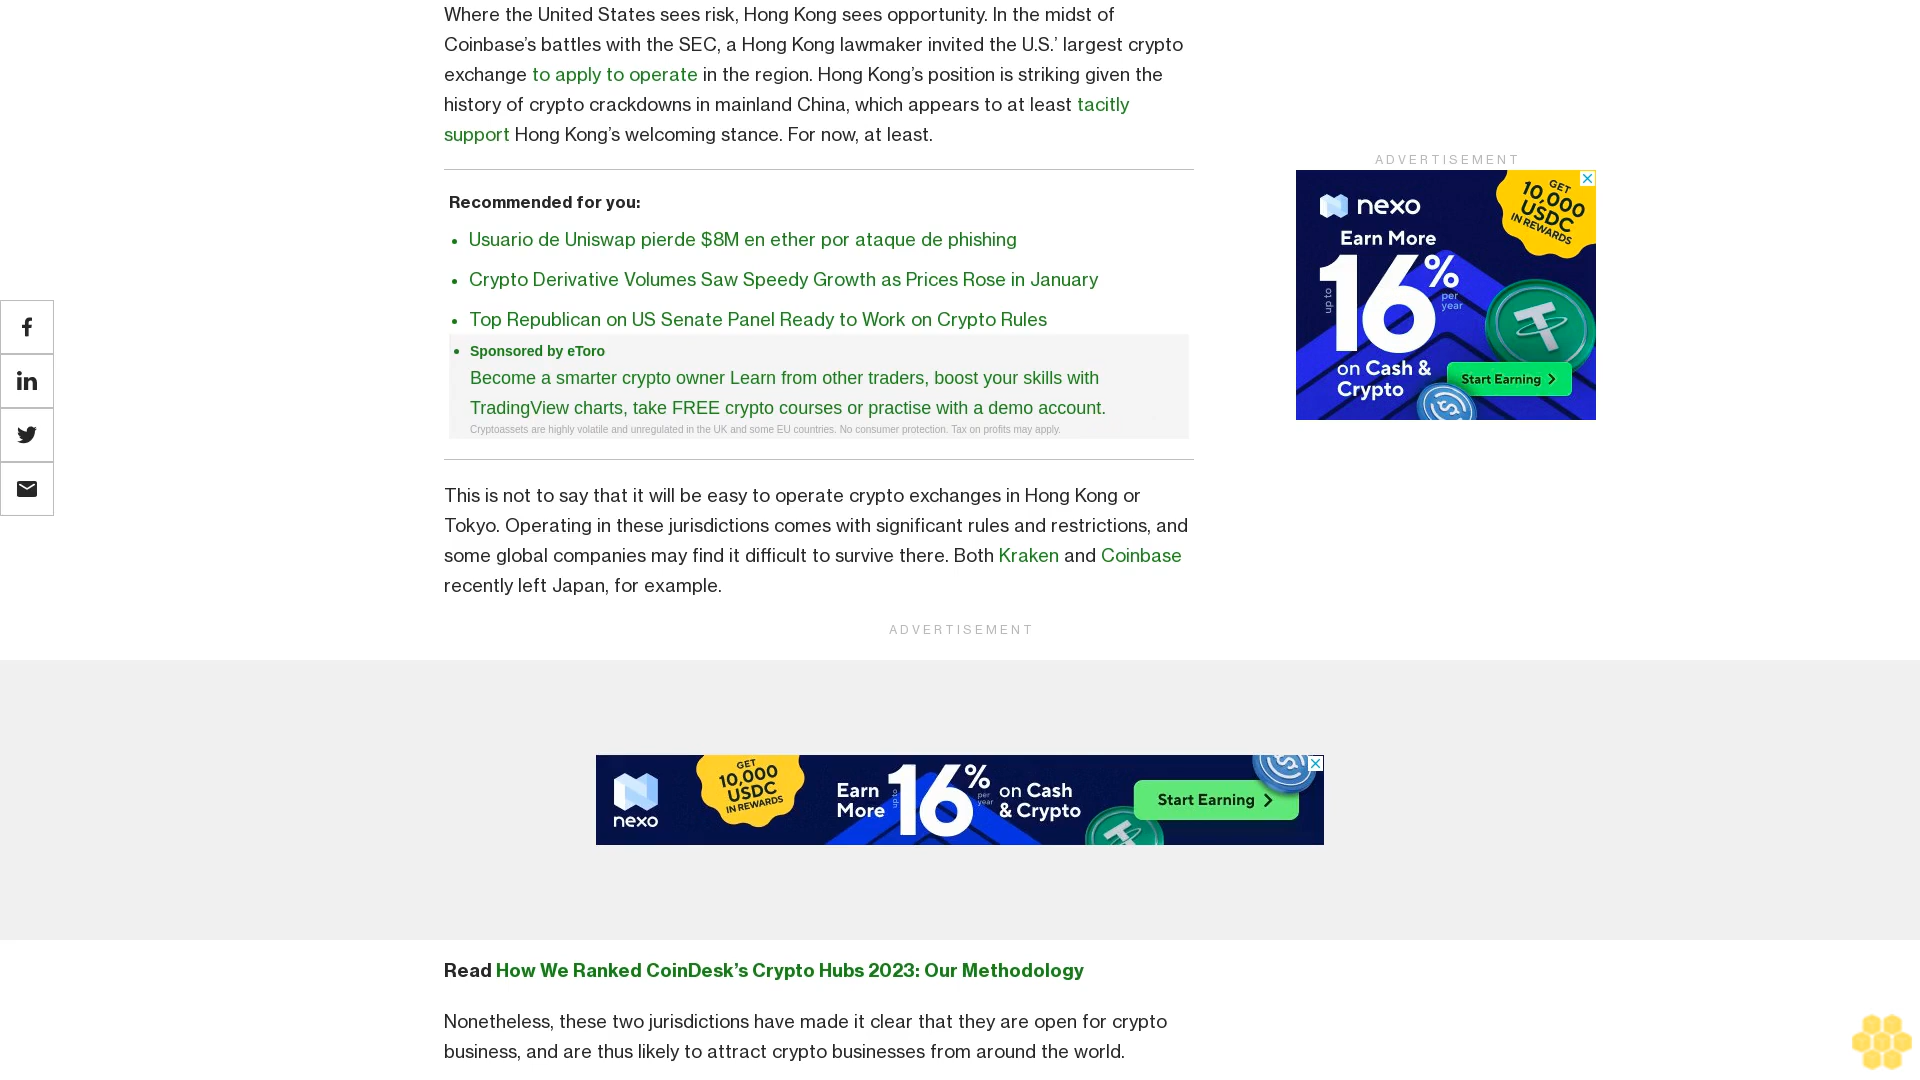 Where the United States sees risk, Hong Kong sees opportunity. In the midst of
Coinbase’s battles with the SEC, a Hong Kong lawmaker invited the U.S.’ largest crypto
exchange to apply to operate in the region. Hong Kong’s position is striking given the
history of crypto crackdowns in mainland China, which appears to at least tacitly
support Hong Kong’s welcoming stance. For now, at least.
ADVERTISEMENT
nexo
GET
10,000
USDC
IN REWARDS
Earn More
up to
16%
per
year
on Cash &
Crypto
Start Earning
Recommended for you:
Usuario de Uniswap pierde $8M en ether por ataque de phishing
Crypto Derivative Volumes Saw Speedy Growth as Prices Rose in January
Top Republican on US Senate Panel Ready to Work on Crypto Rules
Sponsored by eToro
Become a smarter crypto owner Learn from other traders, boost your skills with
TradingView charts, take FREE crypto courses or practise with a demo account.
Cryptoassets are highly volatile and unregulated in the UK and some EU countries. No consumer protection. Tax on profits may apply.
This is not to say that it will be easy to operate crypto exchanges in Hong Kong or
Tokyo. Operating in these jurisdictions comes with significant rules and restrictions, and
some global companies may find it difficult to survive there. Both Kraken and Coinbase
recently left Japan, for example.
ADVERTISEMENT
nexo
GET
10,000
USDC
IN REWARDS
Earn
More
up to
16%
per
year
on Cash
& Crypto
Start Earning
Read How We Ranked CoinDesk’s Crypto Hubs 2023: Our Methodology
Nonetheless, these two jurisdictions have made it clear that they are open for crypto
business, and are thus likely to attract crypto businesses from around the world.